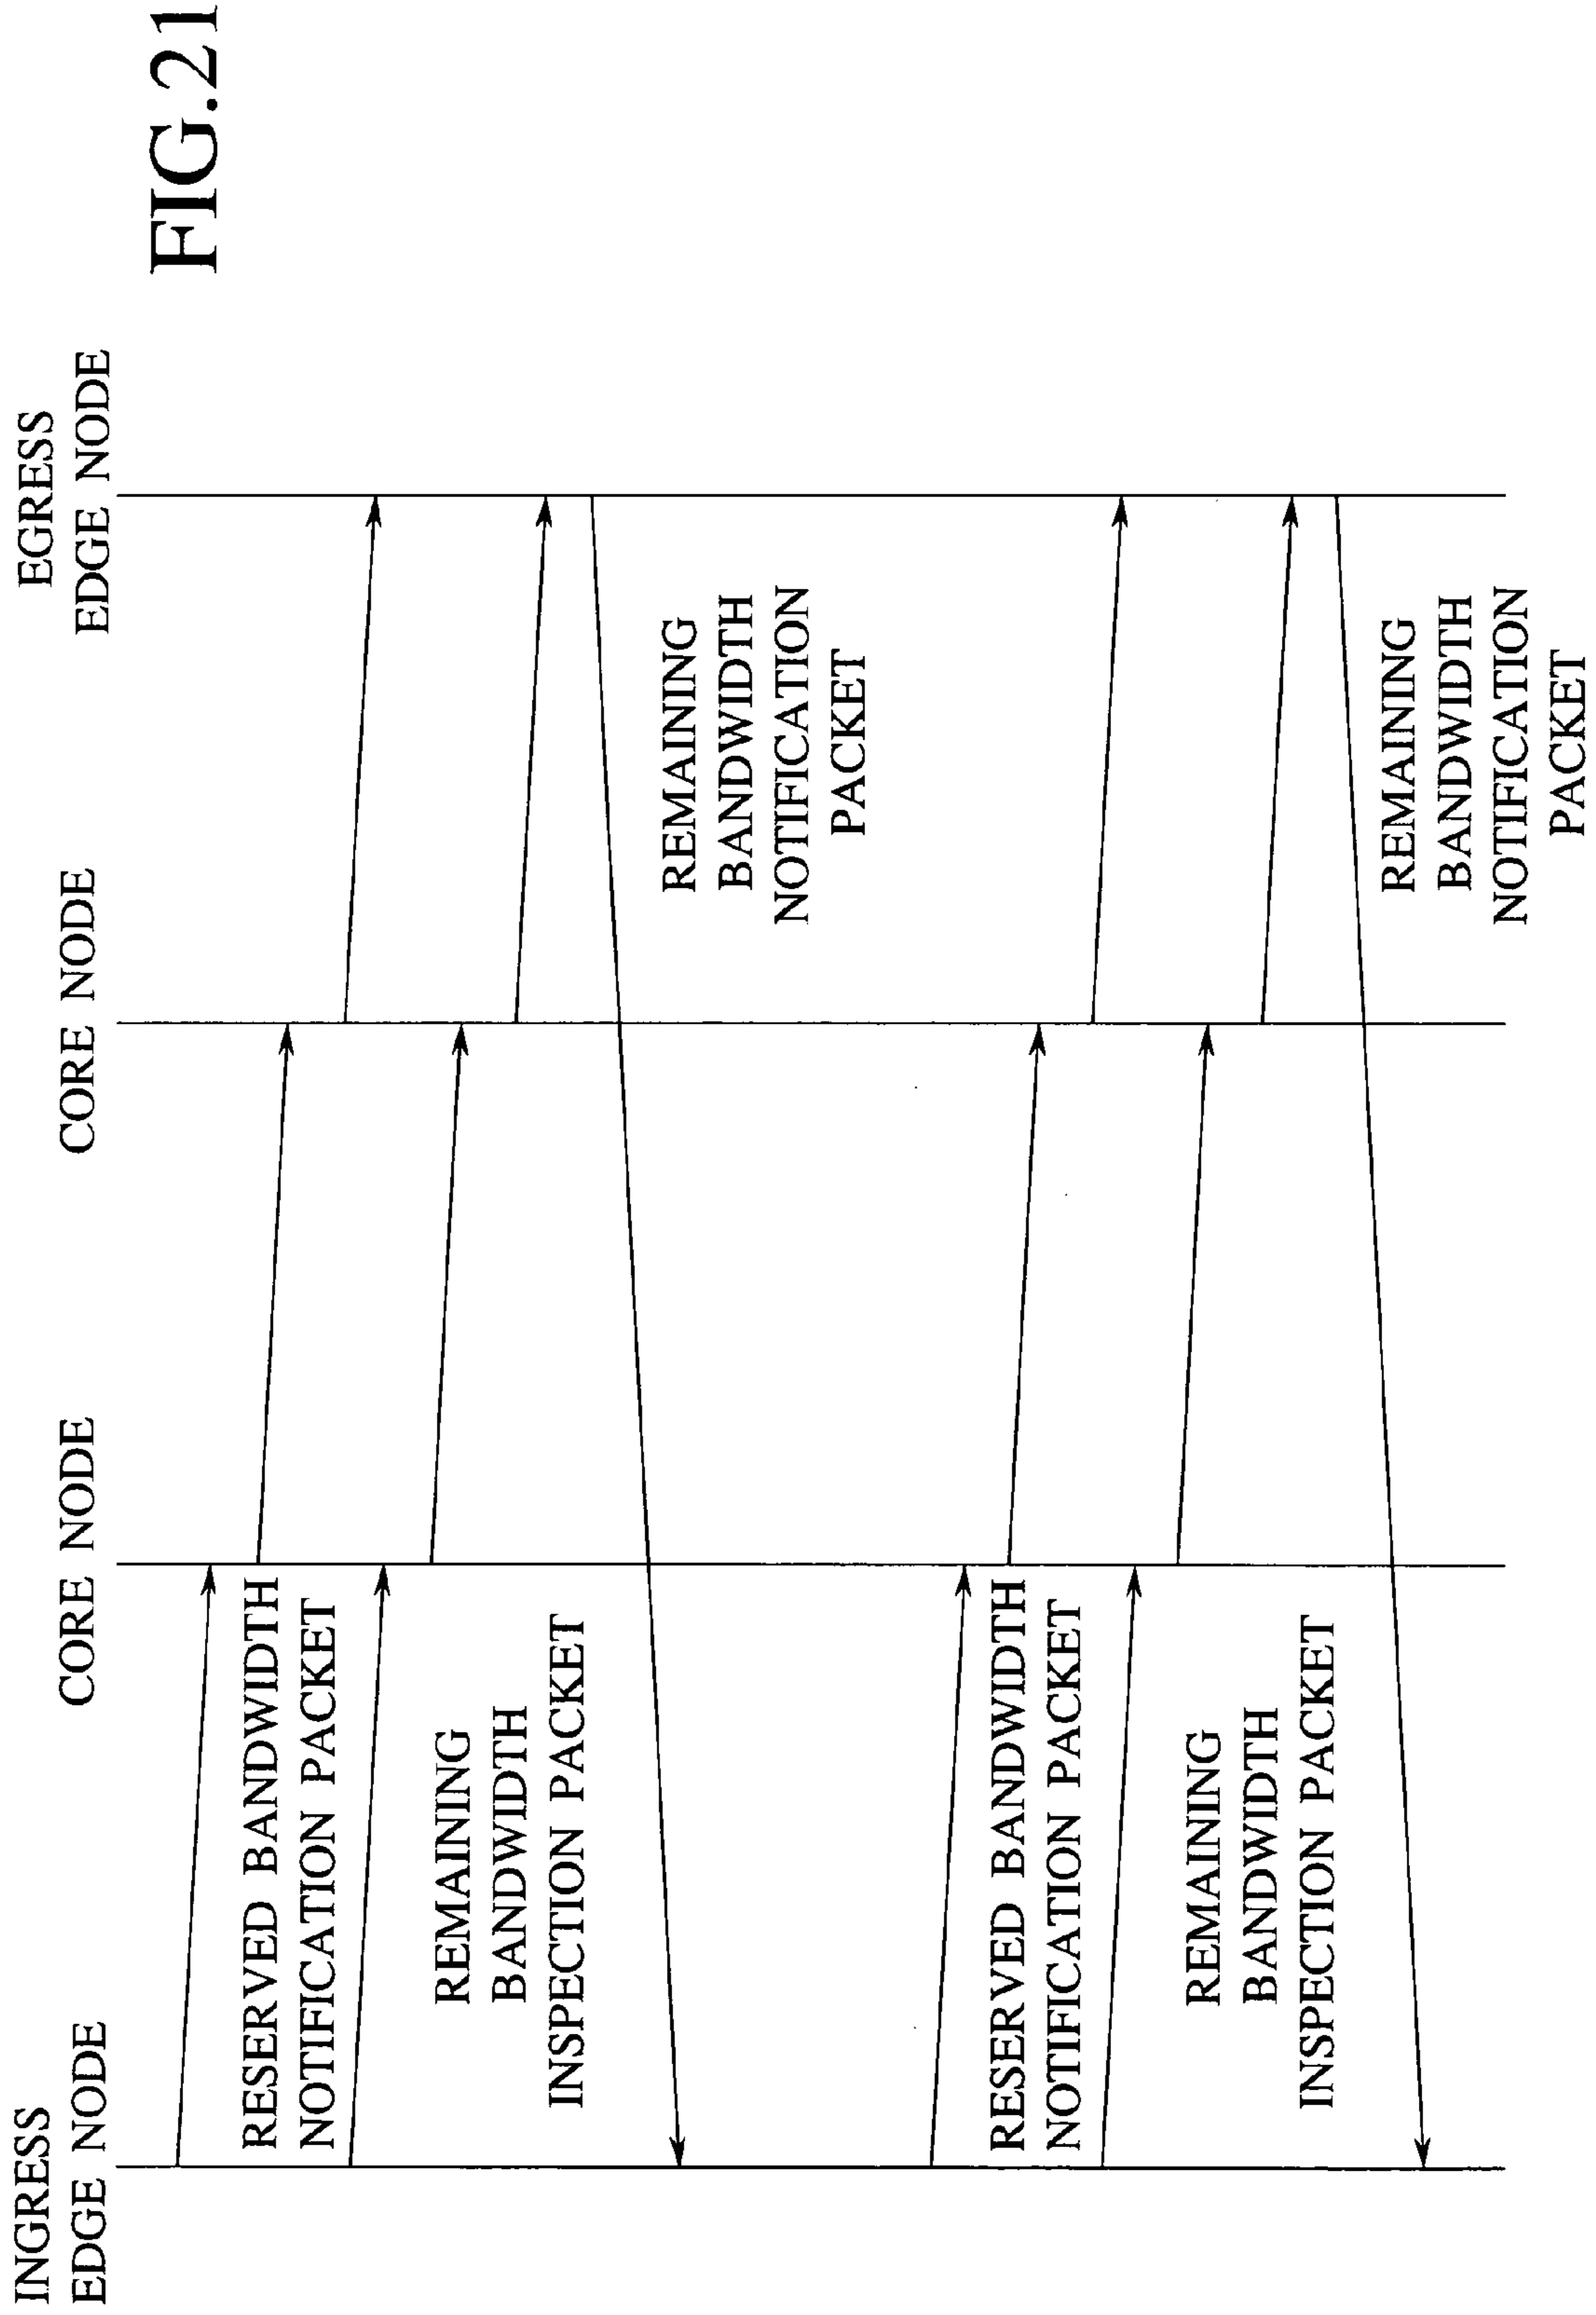 FIG.21
INGRESS
EDGE NODE
CORE NODE
CORE NODE
EGRESS
EDGE NODE
RESERVED BANDWIDTH
NOTIFICATION PACKET
REMAINING
BANDWIDTH
INSPECTION PACKET
REMAINING
BANDWIDTH
NOTIFICATION
PACKET
RESERVED BANDWIDTH
NOTIFICATION PACKET
REMAINING
BANDWIDTH
INSPECTION PACKET
REMAINING
BANDWIDTH
NOTIFICATION
PACKET